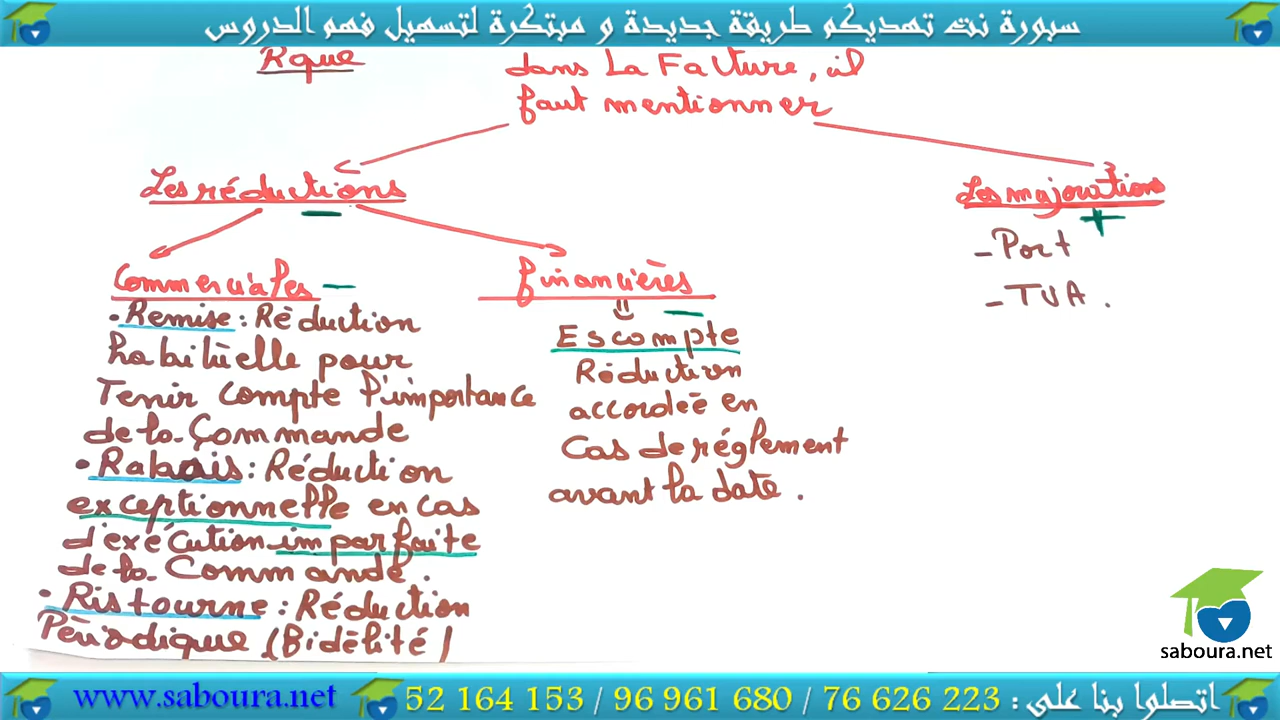 سبورة نت تهديكم طريقة جديدة و مبتكرة لتسهيل فهم الدروس
Rque
dans La Facture, il
faut mentionner
Les réductions
Les majorations
-
+
- Port
- TVA.
Commerciales -
• Remise : Réduction
habituelle pour
Tenir compte l'importance
de la Commande
• Rabais : Réduction
exceptionnelle en cas
d'exécution imparfaite
de la Commande.
• Ristourne : Réduction
Périodique (Bidélité)
financières
-
Escompte
Réduction
accordée en
Cas de réglement
avant la date.
saboura.net
www.saboura.net
52 164 153 / 96 961 680 / 76 626 223 : اتصلوا بنا على